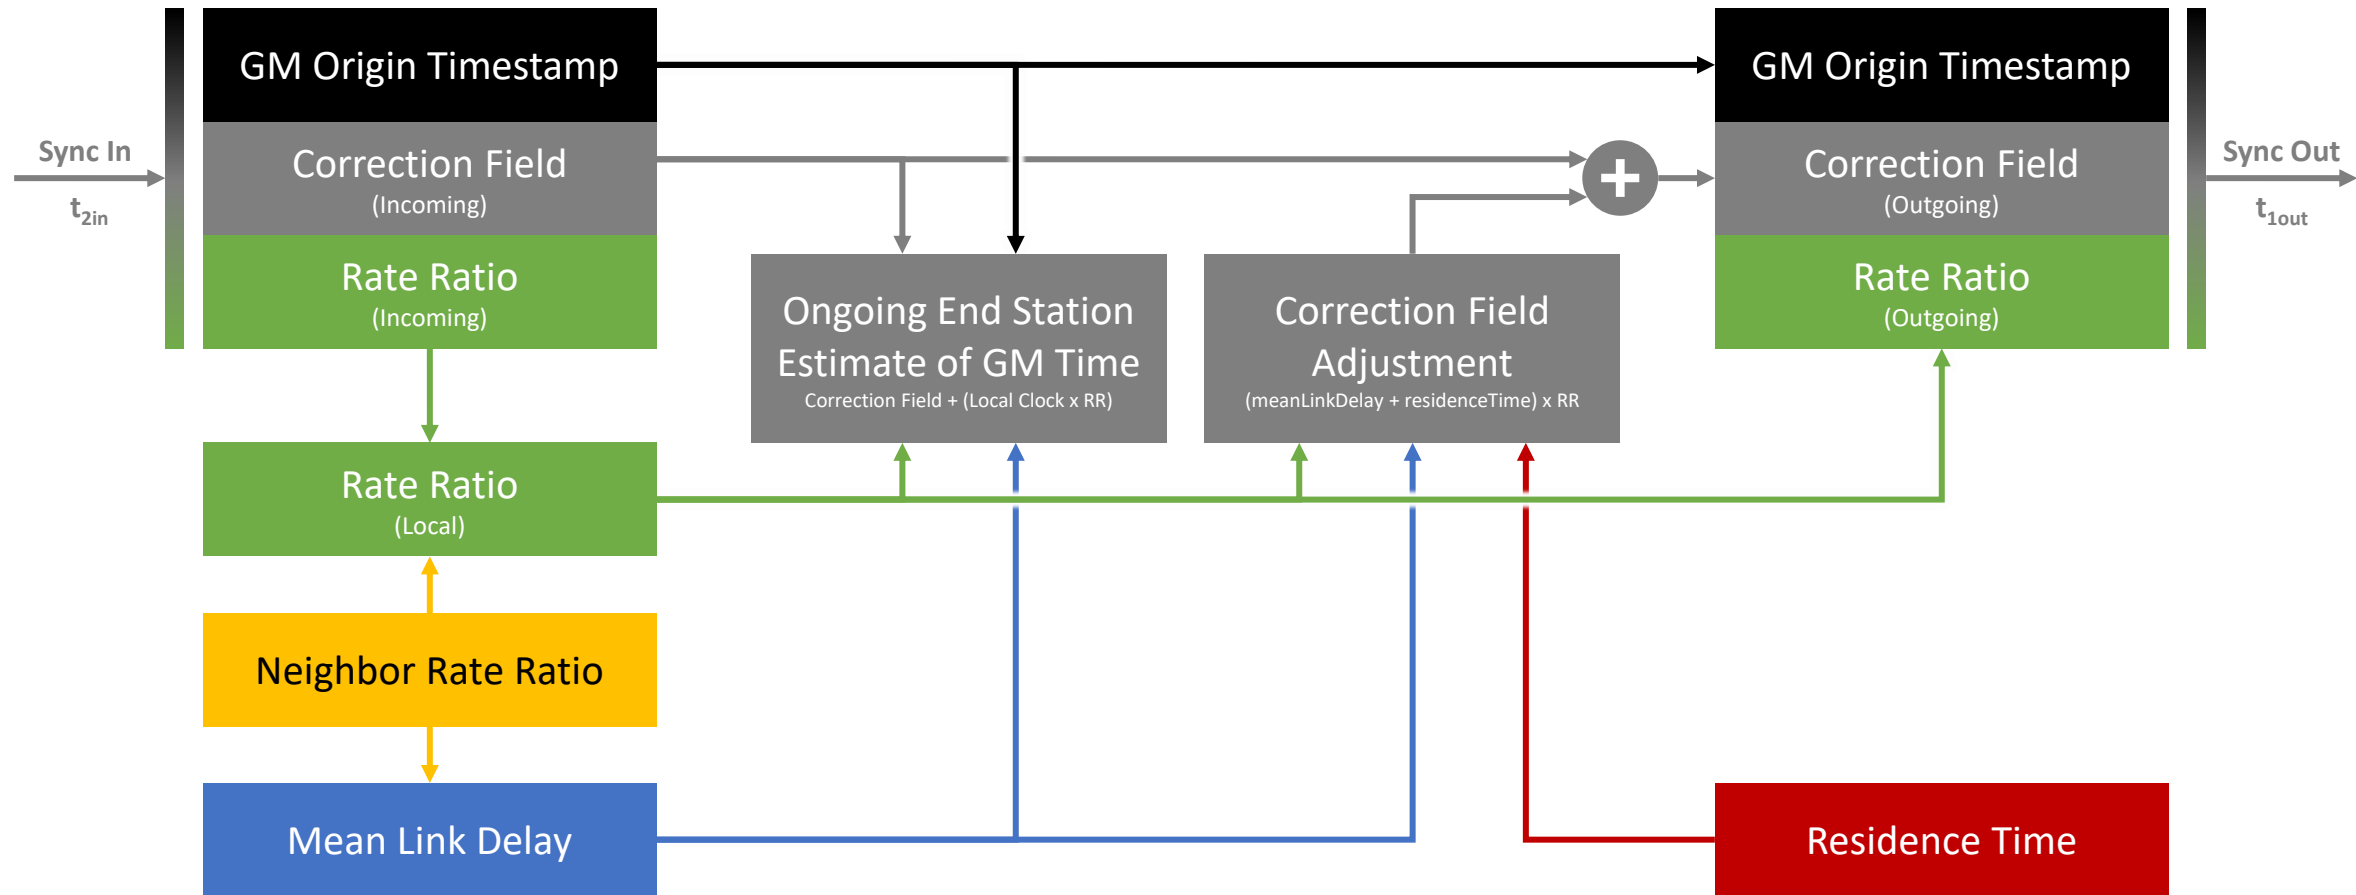 Sync In
t2in
GM Origin Timestamp
Correction Field
(Incoming)
Rate Ratio
(Incoming)
Rate Ratio
(Local)
Neighbor Rate Ratio
Mean Link Delay
Ongoing End Station
Estimate of GM Time
Correction Field + (Local Clock x RR)
Correction Field
Adjustment
(meanLinkDelay + residenceTime) x RR
+
GM Origin Timestamp
Correction Field
(Outgoing)
Rate Ratio
(Outgoing)
Residence Time
Sync Out
t1out